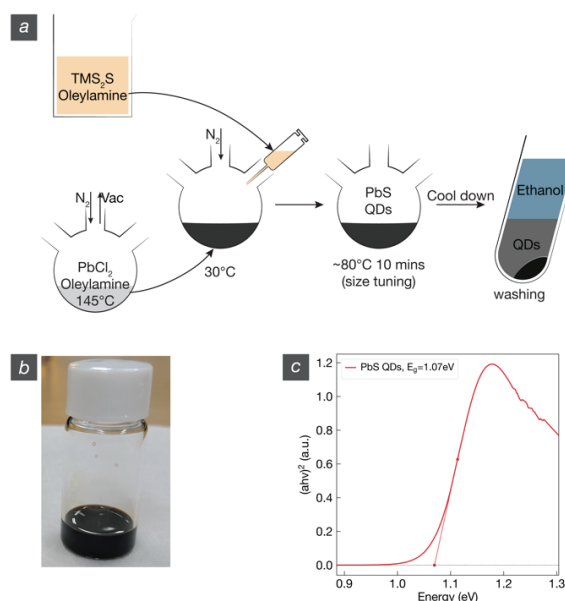 a
TMS₂S
Oleylamine
N₂
Vac
PbCl₂
Oleylamine
145°C
N₂
30°C
PbS
QDs
~80°C 10 mins
(size tuning)
Cool down
Ethanol
QDs
washing
b
c
PbS QDs, E_g=1.07eV
(ahv)² (a.u.)
1.2
1.0
0.8
0.6
0.4
0.2
0.0
0.9 1.0 1.1 1.2 1.3
Energy (eV)